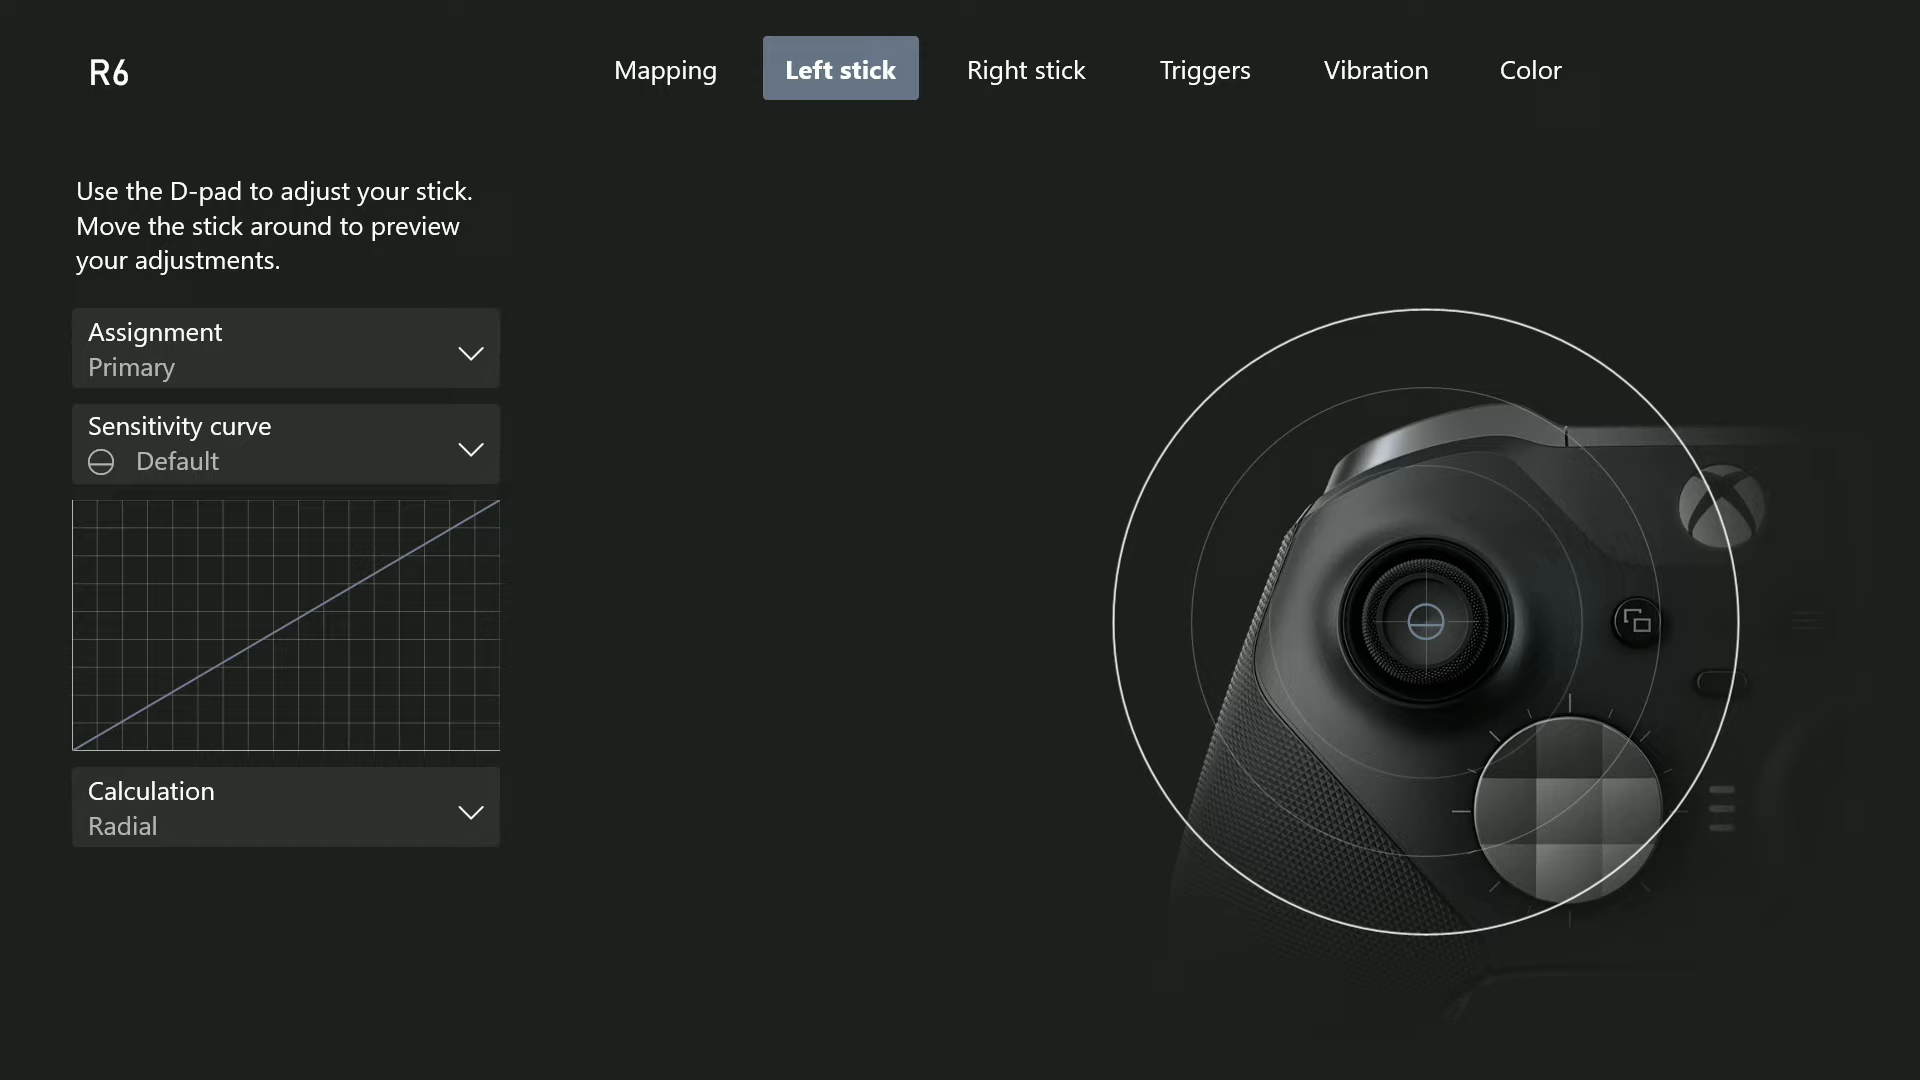 R6
Mapping
Left stick
Right stick
Triggers
Vibration
Color
Use the D-pad to adjust your stick.
Move the stick around to preview
your adjustments.
Assignment
Primary
Sensitivity curve
Default
Calculation
Radial